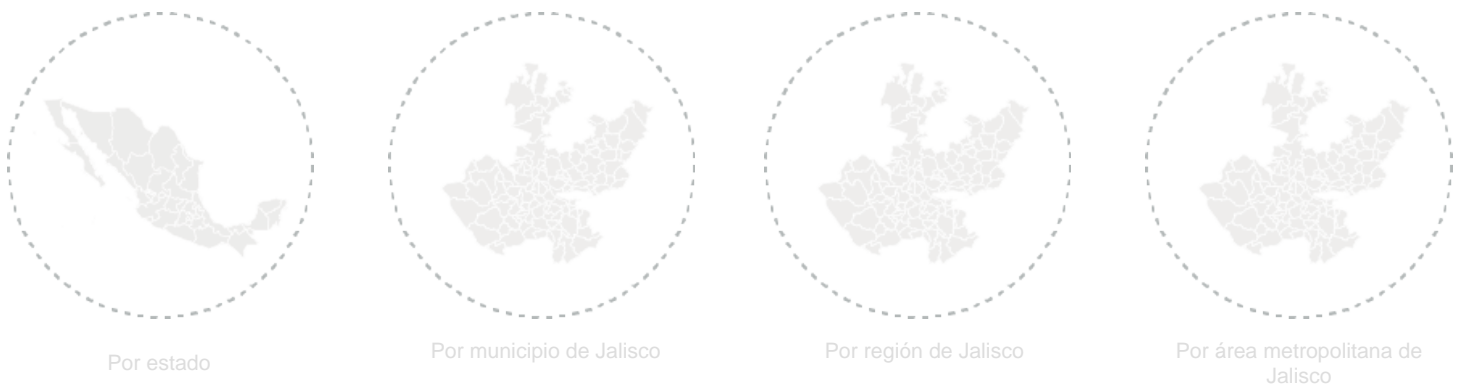 Por estado
Por municipio de Jalisco
Por región de Jalisco
Por área metropolitana de
Jalisco